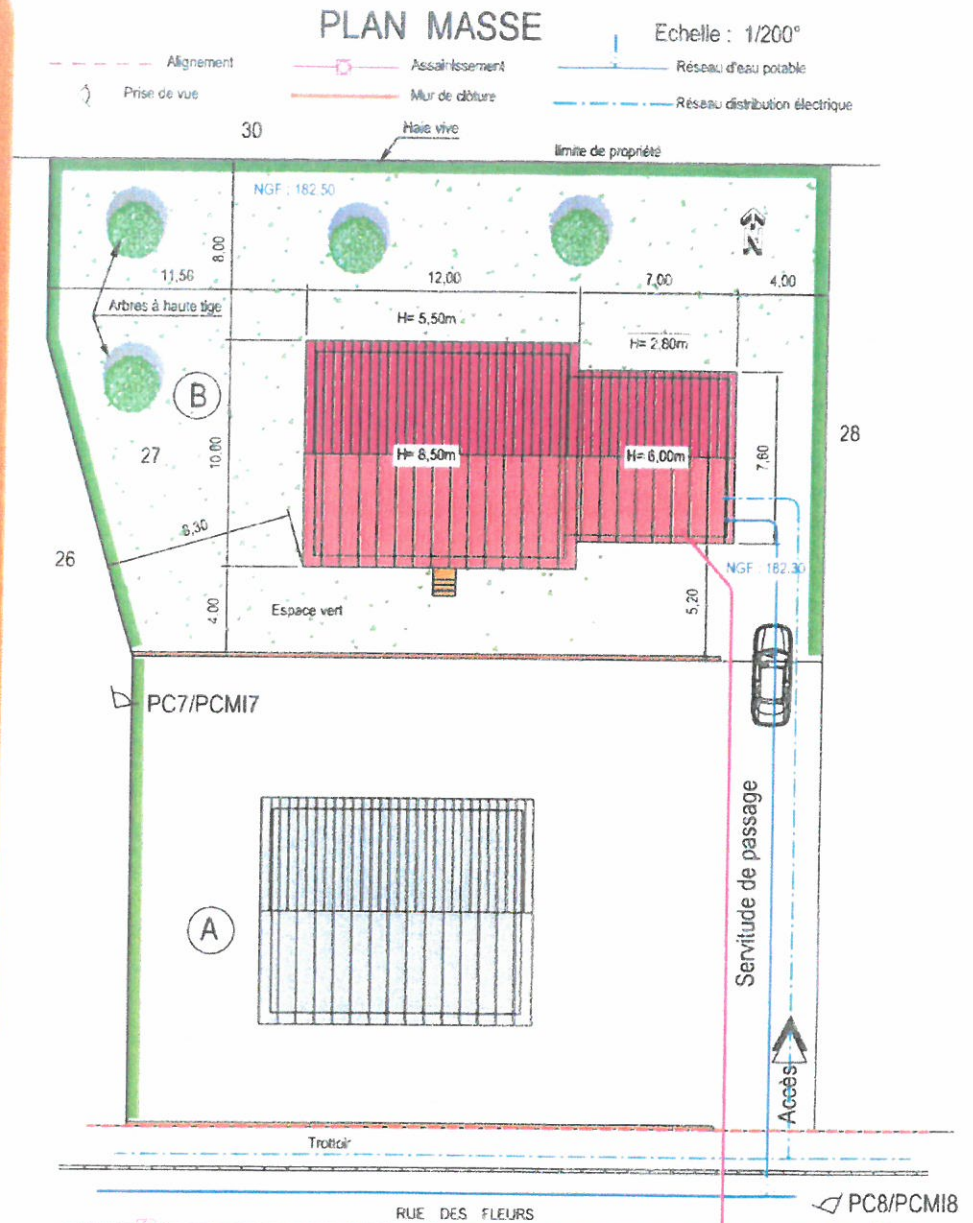 PLAN MASSE
Echelle : 1/200°
Alignement
Assainissement
Réseau d'eau potable
Prise de vue
Mur de clôture
Réseau distribution électrique
30
Haie vive
limite de propriété
NGF : 182.50
8.00
11,50
12,00
7,00
4,00
Arbres à haute tige
H= 5,50m
H= 2,80m
B
28
27
10.60
H= 8,50m
H= 6,00m
7,60
26
8,30
NGF : 182.30
4.00
Espace vert
5,20
PC7/PCMI7
Servitude de passage
A
Accès
Trottoir
PC8/PCMI8
RUE DES FLEURS